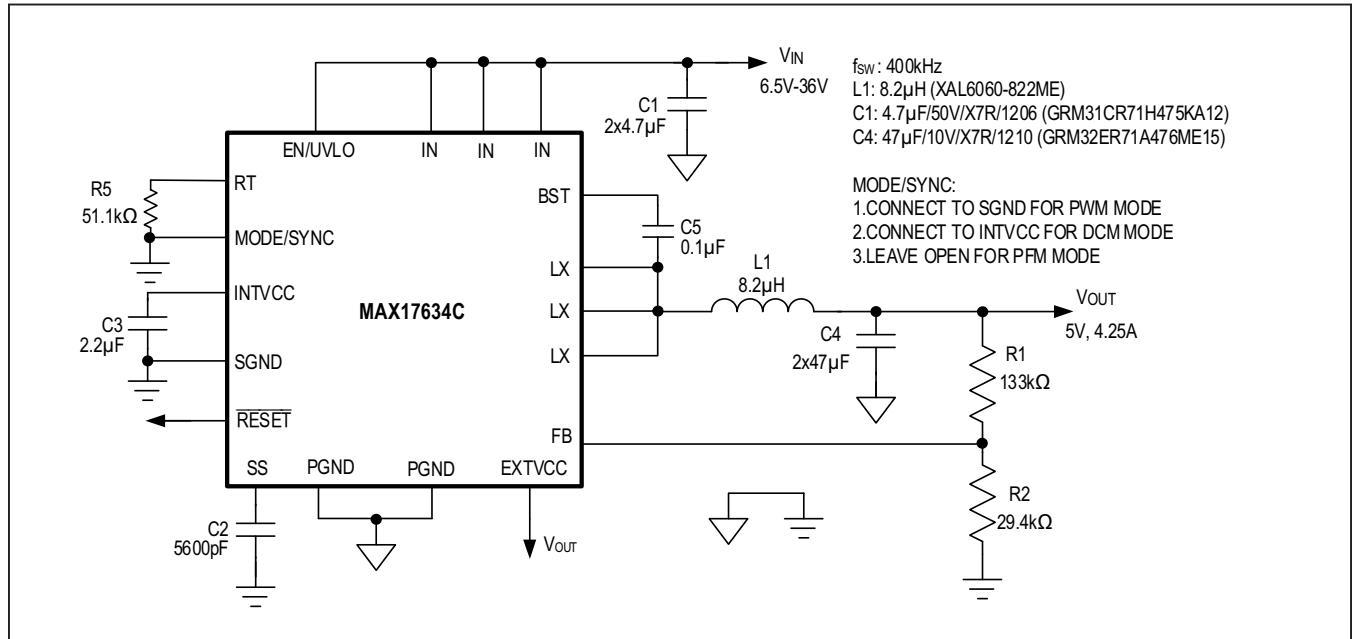 VIN
6.5V-36V
C1
2x4.7µF
fsw : 400kHz
L1: 8.2µH (XAL6060-822ME)
C1: 4.7µF/50V/X7R/1206 (GRM31CR71H475KA12)
C4: 47µF/10V/X7R/1210 (GRM32ER71A476ME15)
MODE/SYNC:
1.CONNECT TO SGND FOR PWM MODE
2.CONNECT TO INTVCC FOR DCM MODE
3.LEAVE OPEN FOR PFM MODE
EN/UVLO
IN
IN
IN
R5
51.1kΩ
RT
MODE/SYNC
INTVCC
C3
2.2µF
SGND
RESET
MAX17634C
BST
C5
0.1µF
LX
LX
LX
L1
8.2µH
C4
2x47µF
VOUT
5V, 4.25A
R1
133kΩ
FB
R2
29.4kΩ
SS
PGND
PGND
EXTVCC
C2
5600pF
VOUT